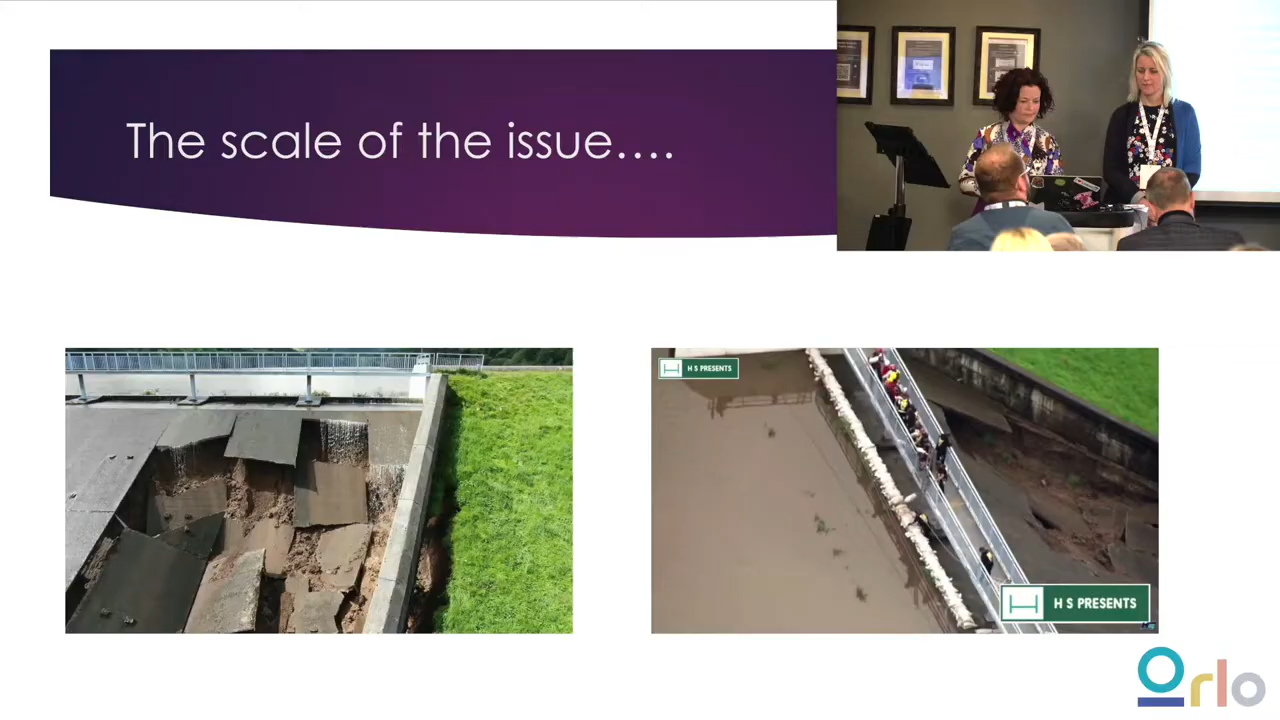 The scale of the issue....
H S PRESENTS
H S PRESENTS
Orlo